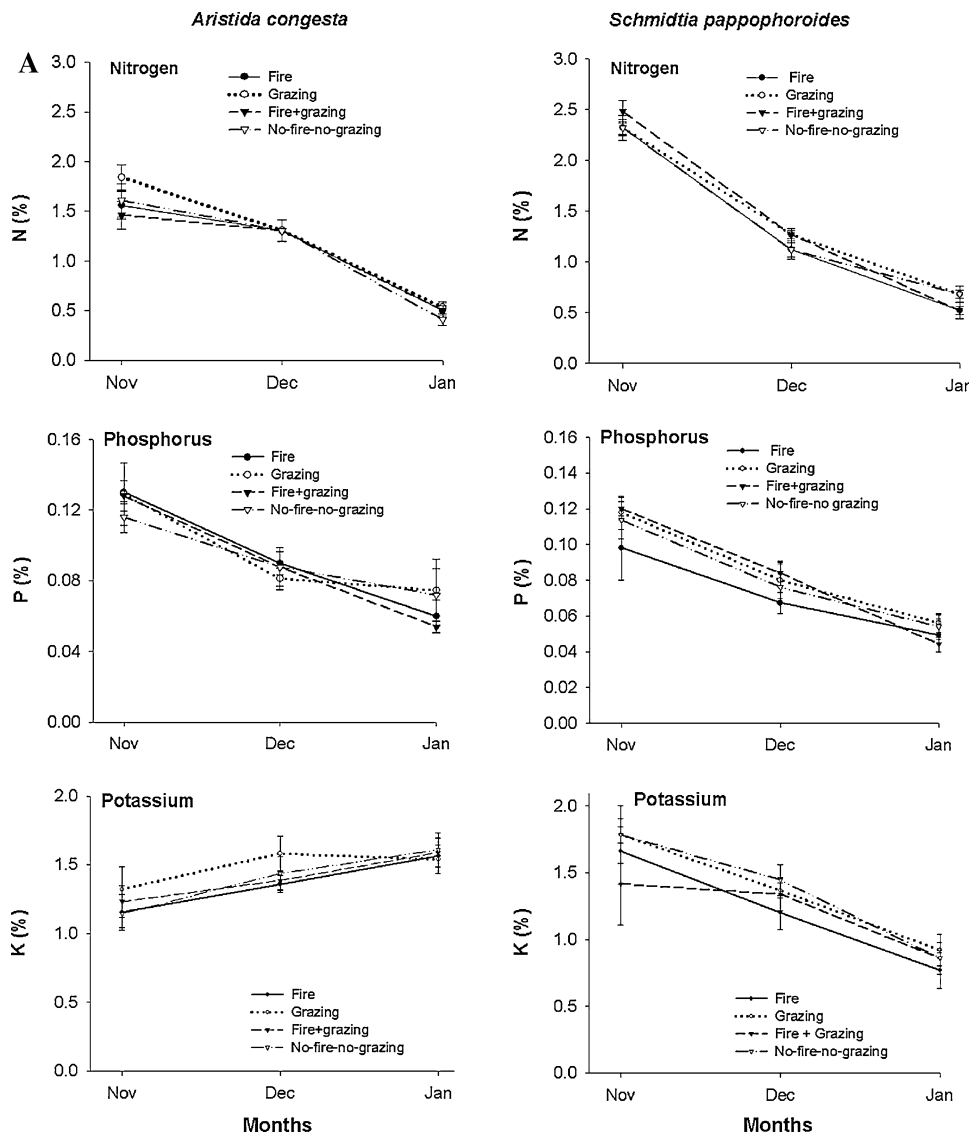 Aristida congesta
Schmidtia pappophoroides
A
Nitrogen
Fire
Grazing
Fire+grazing
No-fire-no-grazing
3.0
2.5
2.0
1.5
1.0
0.5
0.0
N (%)
Nov
Dec
Jan
Nitrogen
Fire
Grazing
Fire+grazing
No-fire-no-grazing
3.0
2.5
2.0
1.5
1.0
0.5
0.0
N (%)
Nov
Dec
Jan
Phosphorus
Fire
Grazing
Fire+grazing
No-fire-no grazing
0.16
0.12
0.08
0.04
0.00
P (%)
Nov
Dec
Jan
Phosphorus
Fire
Grazing
Fire+grazing
No-fire-no grazing
0.16
0.14
0.12
0.10
0.08
0.06
0.04
0.02
0.00
P (%)
Nov
Dec
Jan
Potassium
2.0
1.5
1.0
0.5
0.0
K (%)
Fire
Grazing
Fire+grazing
No-fire-no-grazing
Nov
Dec
Jan
Months
Potassium
2.0
1.5
1.0
0.5
0.0
K (%)
Fire
Grazing
Fire + Grazing
No-fire-no-grazing
Nov
Dec
Jan
Months